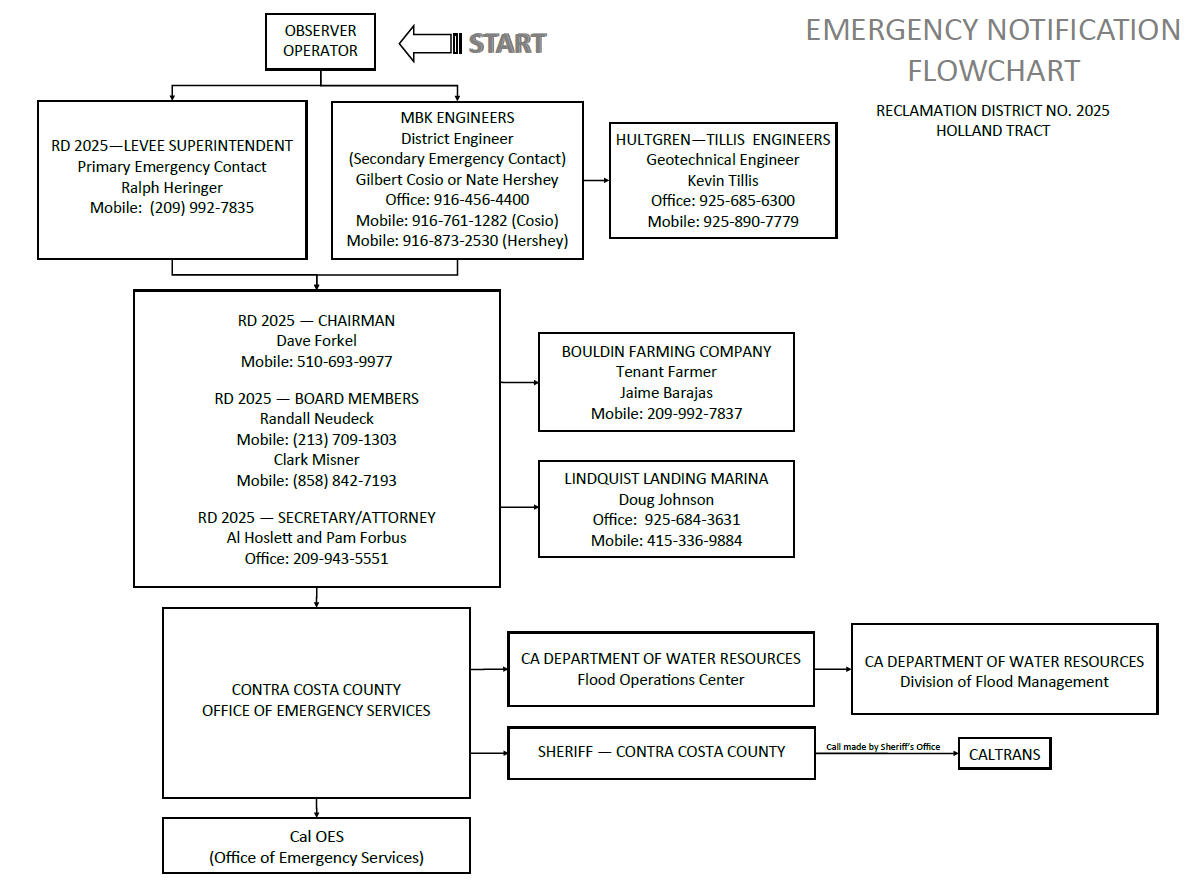 OBSERVER
OPERATOR
START
EMERGENCY NOTIFICATION
FLOWCHART
RECLAMATION DISTRICT NO. 2025
HOLLAND TRACT
RD 2025—LEVEE SUPERINTENDENT
Primary Emergency Contact
Ralph Heringer
Mobile:  (209) 992-7835
MBK ENGINEERS
District Engineer
(Secondary Emergency Contact)
Gilbert Cosio or Nate Hershey
Office: 916-456-4400
Mobile: 916-761-1282 (Cosio)
Mobile: 916-873-2530 (Hershey)
HULTGREN—TILLIS  ENGINEERS
Geotechnical Engineer
Kevin Tillis
Office: 925-685-6300
Mobile: 925-890-7779
RD 2025 — CHAIRMAN
Dave Forkel
Mobile: 510-693-9977
RD 2025 — BOARD MEMBERS
Randall Neudeck
Mobile: (213) 709-1303
Clark Misner
Mobile: (858) 842-7193
RD 2025 — SECRETARY/ATTORNEY
Al Hoslett and Pam Forbus
Office: 209-943-5551
BOULDIN FARMING COMPANY
Tenant Farmer
Jaime Barajas
Mobile: 209-992-7837
LINDQUIST LANDING MARINA
Doug Johnson
Office:  925-684-3631
Mobile: 415-336-9884
CONTRA COSTA COUNTY
OFFICE OF EMERGENCY SERVICES
CA DEPARTMENT OF WATER RESOURCES
Flood Operations Center
CA DEPARTMENT OF WATER RESOURCES
Division of Flood Management
SHERIFF — CONTRA COSTA COUNTY
Call made by Sheriff's Office
CALTRANS
Cal OES
(Office of Emergency Services)